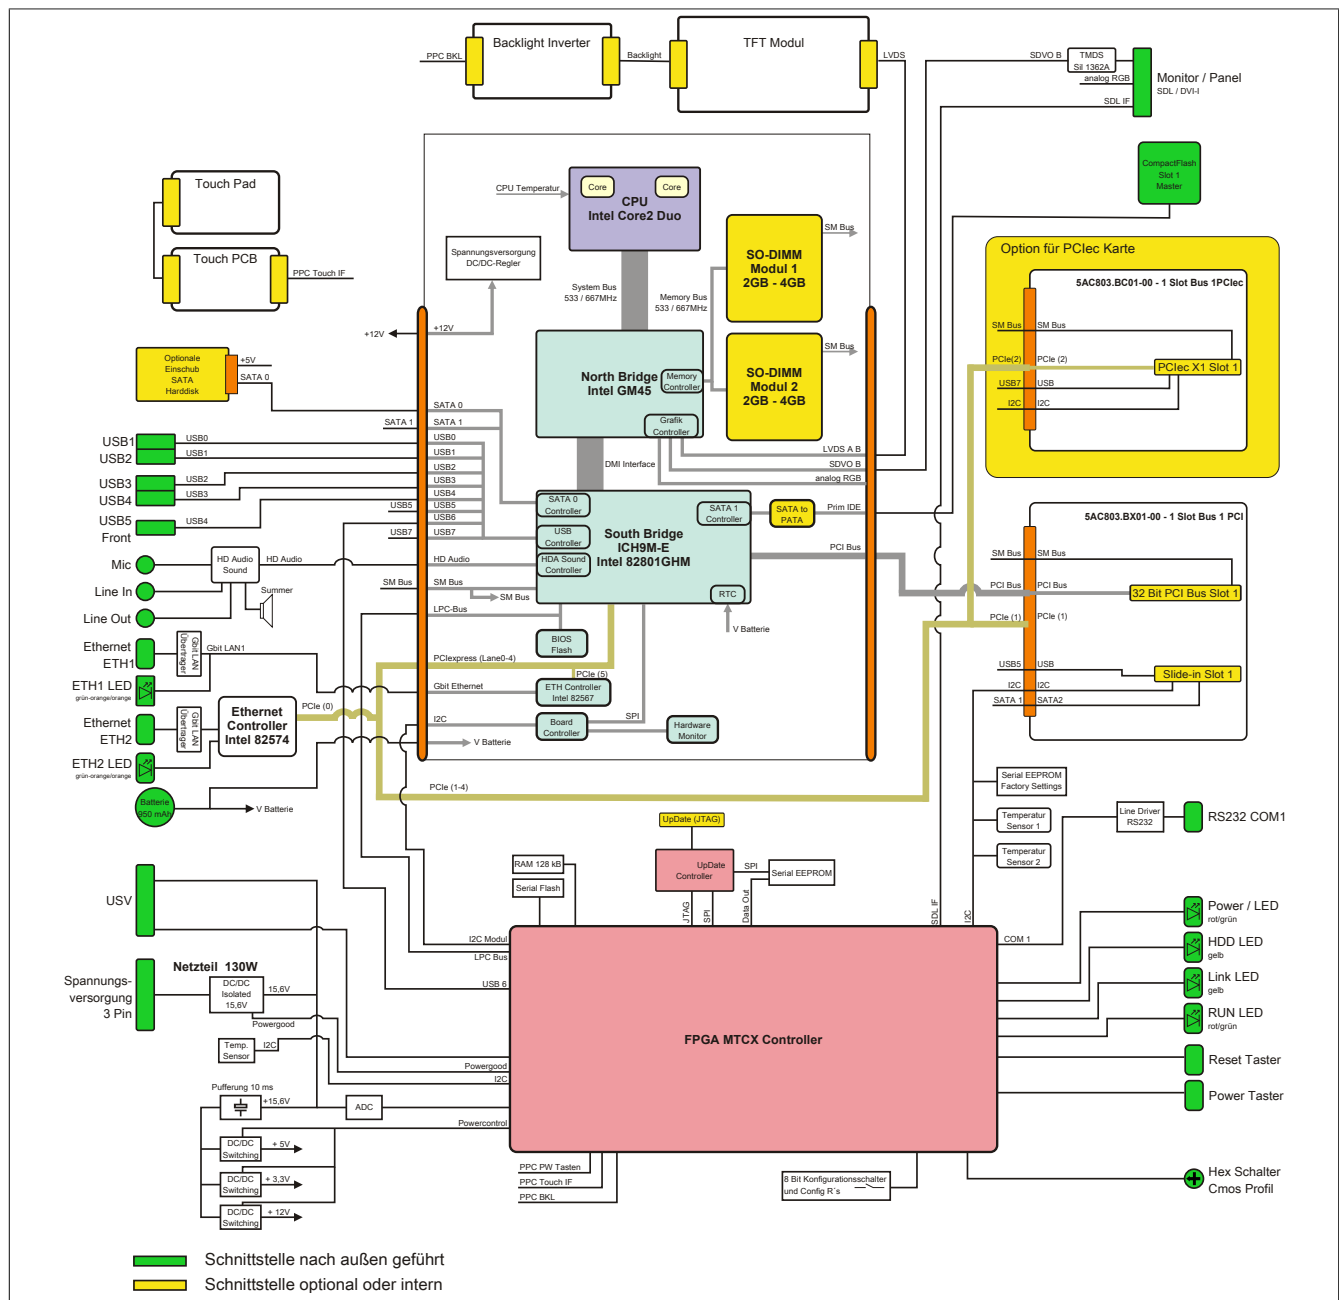 Backlight Inverter
TFT Modul
PPC BKL
Backlight
LVDS
SDVO B
TMDS
Sil 1362A
analog RGB
SDL IF
Monitor / Panel
SDL / DVI-I
CompactFlash
Slot 1
Master
Touch Pad
Touch PCB
PPC Touch IF
CPU Temperatur
Core
Core
CPU
Intel Core2 Duo
Spannungsversorgung
DC/DC-Regler
System Bus
533 / 667MHz
Memory Bus
533 / 667MHz
SO-DIMM
Modul 1
2GB - 4GB
SM Bus
SO-DIMM
Modul 2
2GB - 4GB
SM Bus
+12V
+12V
North Bridge
Intel GM45
Memory
Controller
Grafik
Controller
Optionale
Einschub
SATA
Harddisk
+5V
SATA 0
SATA 1
SATA 0
SATA 1
USB0
USB1
USB2
USB3
USB4
USB5
USB6
USB7
USB1
USB2
USB0
USB1
USB3
USB4
USB2
USB3
USB5
Front
USB4
USB5
USB7
DMI Interface
LVDS A B
SDVO B
analog RGB
SATA 0
Controller
SATA 1
Controller
SATA to
PATA
Prim IDE
USB
Controller
South Bridge
ICH9M-E
Intel 82801GHM
HDA Sound
Controller
RTC
PCI Bus
V Batterie
Mic
Line In
Line Out
HD Audio
Sound
HD Audio
Summer
HD Audio
SM Bus
SM Bus
SM Bus
LPC-Bus
BIOS
Flash
Ethernet
ETH1
Gbit LAN
Übertrager
Gbit LAN1
ETH1 LED
grün-orange/orange
Ethernet
ETH2
Gbit LAN
Übertrager
ETH2 LED
grün-orange/orange
Ethernet
Controller
Intel 82574
PCIe (0)
PCIexpress (Lane0-4)
PCIe (5)
Gbit Ethernet
ETH Controller
Intel 82567
I2C
Board
Controller
SPI
Hardware
Monitor
V Batterie
PCIe (1-4)
Batterie
950 mAh
V Batterie
Option für PCIec Karte
5AC803.BC01-00 - 1 Slot Bus 1PCIec
SM Bus
SM Bus
PCIe(2)
PCIe (2)
PCIec X1 Slot 1
USB7
USB
I2C
I2C
5AC803.BX01-00 - 1 Slot Bus 1 PCI
SM Bus
SM Bus
PCI Bus
PCI Bus
32 Bit PCI Bus Slot 1
PCIe (1)
PCIe (1)
USB5
USB
Slide-in Slot 1
I2C
I2C
SATA 1
SATA2
Serial EEPROM
Factory Settings
Temperatur
Sensor 1
Temperatur
Sensor 2
Line Driver
RS232
RS232 COM1
UpDate (JTAG)
UpDate
Controller
SPI
Serial EEPROM
JTAG
SPI
Data Out
RAM 128 kB
Serial Flash
SDL IF
I2C
USV
Spannungs-
versorgung
3 Pin
Netzteil 130W
DC/DC
Isolated
15,6V
15,6V
Powergood
Temp.
Sensor
I2C
Pufferung 10 ms
+15,6V
ADC
DC/DC
Switching
+ 5V
DC/DC
Switching
+ 3,3V
DC/DC
Switching
+ 12V
I2C Modul
LPC Bus
USB 6
Powergood
I2C
Powercontrol
FPGA MTCX Controller
COM 1
Power / LED
rot/grün
HDD LED
gelb
Link LED
gelb
RUN LED
rot/grün
Reset Taster
Power Taster
PPC PW Tasten
PPC Touch IF
PPC BKL
8 Bit Konfigurationsschalter
und Config R´s
Hex Schalter
Cmos Profil
Schnittstelle nach außen geführt
Schnittstelle optional oder intern